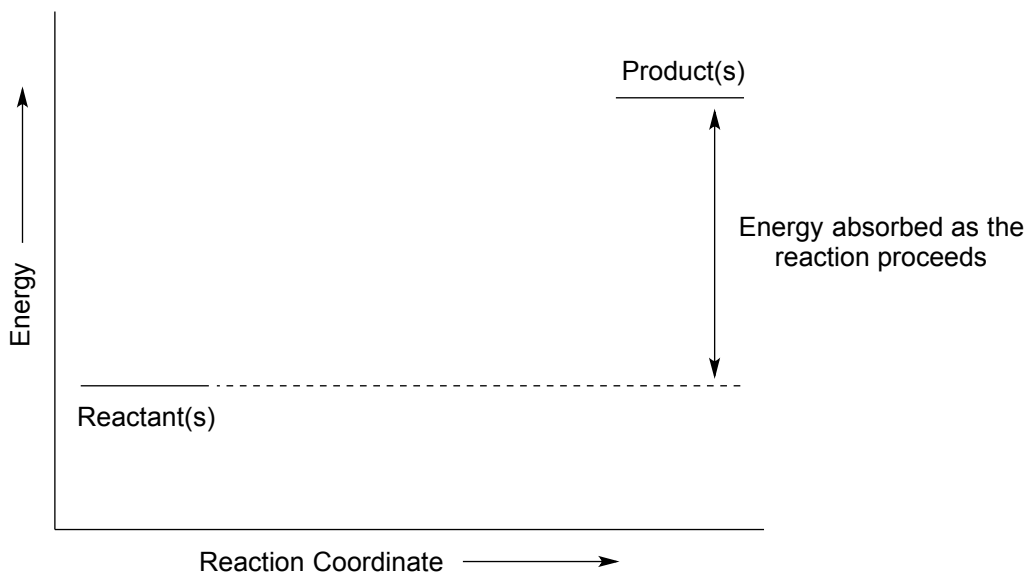 Product(s)
Energy absorbed as the
reaction proceeds
Energy
Reactant(s)
Reaction Coordinate